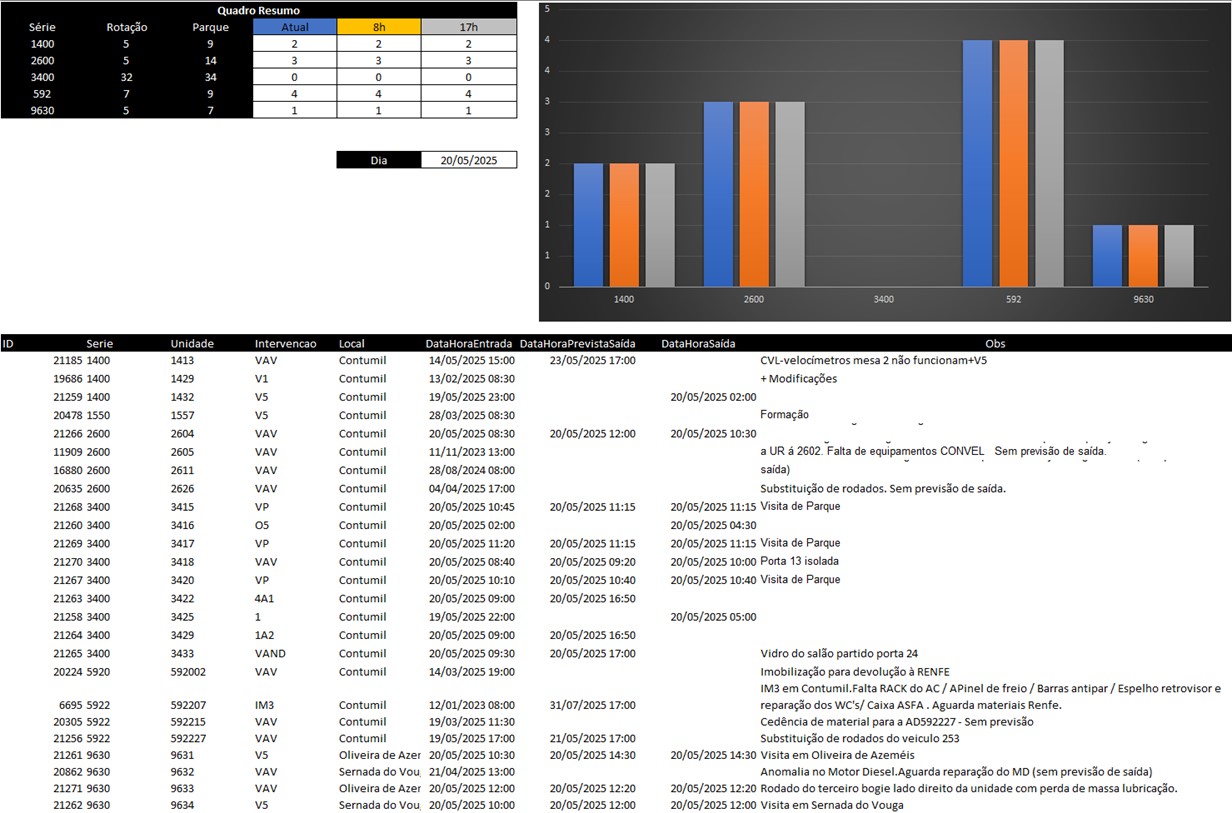 Quadro Resumo
Série Rotação Parque Atual 8h 17h
1400 5 9 2 2 2
2600 5 14 3 3 3
3400 32 34 0 0 0
592 7 9 4 4 4
9630 5 7 1 1 1
Dia 20/05/2025
5
4
4
3
3
2
2
1
1
0
1400 2600 3400 592 9630
ID Serie Unidade Intervencao Local DataHoraEntrada DataHoraPrevistaSaída DataHoraSaída Obs
21185 1400 1413 VAV Contumil 14/05/2025 15:00 23/05/2025 17:00 CVL-velocímetros mesa 2 não funcionam+V5
19686 1400 1429 V1 Contumil 13/02/2025 08:30 + Modificações
21259 1400 1432 V5 Contumil 19/05/2025 23:00 20/05/2025 02:00
20478 1550 1557 V5 Contumil 28/03/2025 08:30 Formação
21266 2600 2604 VAV Contumil 20/05/2025 08:30 20/05/2025 12:00 20/05/2025 10:30
11909 2600 2605 VAV Contumil 11/11/2023 13:00 a UR á 2602. Falta de equipamentos CONVEL Sem previsão de saída.
16880 2600 2611 VAV Contumil 28/08/2024 08:00 saída)
20635 2600 2626 VAV Contumil 04/04/2025 17:00 Substituição de rodados. Sem previsão de saída.
21268 3400 3415 VP Contumil 20/05/2025 10:45 20/05/2025 11:15 20/05/2025 11:15 Visita de Parque
21260 3400 3416 O5 Contumil 20/05/2025 02:00 20/05/2025 04:30
21269 3400 3417 VP Contumil 20/05/2025 11:20 20/05/2025 11:15 20/05/2025 11:15 Visita de Parque
21270 3400 3418 VAV Contumil 20/05/2025 08:40 20/05/2025 09:20 20/05/2025 10:00 Porta 13 isolada
21267 3400 3420 VP Contumil 20/05/2025 10:10 20/05/2025 10:40 20/05/2025 10:40 Visita de Parque
21263 3400 3422 4A1 Contumil 20/05/2025 09:00 20/05/2025 16:50
21258 3400 3425 1 Contumil 19/05/2025 22:00 20/05/2025 05:00
21264 3400 3429 1A2 Contumil 20/05/2025 09:00 20/05/2025 16:50
21265 3400 3433 VAND Contumil 20/05/2025 09:30 20/05/2025 17:00 Vidro do salão partido porta 24
20224 5920 592002 VAV Contumil 14/03/2025 19:00 Imobilização para devolução à RENFE
IM3 em Contumil.Falta RACK do AC / APinel de freio / Barras antipar / Espelho retrovisor e
6695 5922 592207 IM3 Contumil 12/01/2023 08:00 31/07/2025 17:00 reparação dos WC's/ Caixa ASFA . Aguarda materiais Renfe.
20305 5922 592215 VAV Contumil 19/03/2025 11:30 Cedência de material para a AD592227 - Sem previsão
21256 5922 592227 VAV Contumil 19/05/2025 17:00 21/05/2025 17:00 Substituição de rodados do veiculo 253
21261 9630 9631 V5 Oliveira de Azem 20/05/2025 10:30 20/05/2025 14:30 20/05/2025 14:30 Visita em Oliveira de Azeméis
20862 9630 9632 VAV Sernada do Vou 21/04/2025 13:00 Anomalia no Motor Diesel.Aguarda reparação do MD (sem previsão de saída)
21271 9630 9633 VAV Oliveira de Azem 20/05/2025 12:00 20/05/2025 12:20 20/05/2025 12:20 Rodado do terceiro bogie lado direito da unidade com perda de massa lubricação.
21262 9630 9634 V5 Sernada do Vou 20/05/2025 10:00 20/05/2025 12:00 20/05/2025 12:00 Visita em Sernada do Vouga